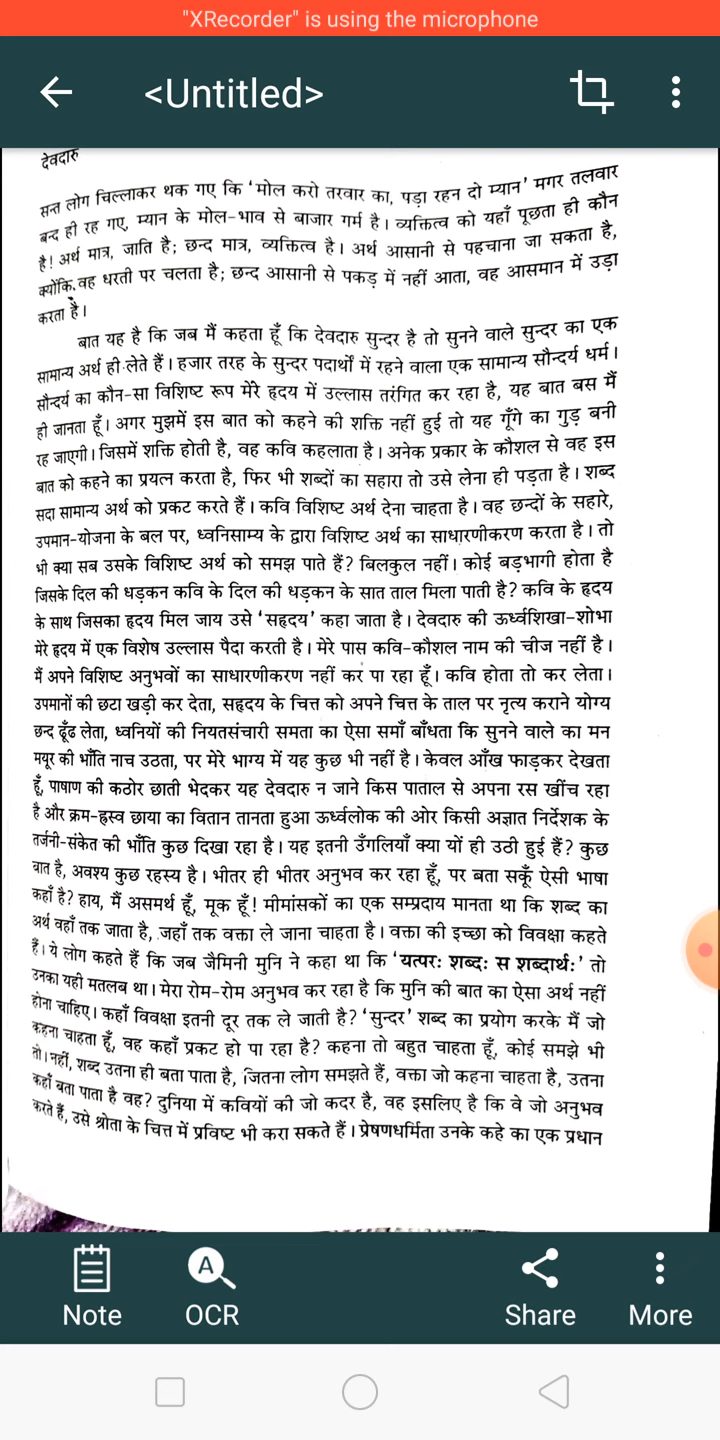 "XRecorder" is using the microphone
<Untitled>
देवदारु
सन्त लोग चिल्लाकर थक गए कि 'मोल करो तरवार का, पड़ा रहन दो म्यान' मगर तलवार
बन्द ही रह गए, म्यान के मोल-भाव से बाजार गर्म है। व्यक्तित्व को यहाँ पूछता ही कौन
है! अर्थ मात्र, जाति है; छन्द मात्र, व्यक्तित्व है। अर्थ आसानी से पहचाना जा सकता है,
क्योंकि वह धरती पर चलता है; छन्द आसानी से पकड़ में नहीं आता, वह आसमान में उड़ा
करता है।
बात यह है कि जब मैं कहता हूँ कि देवदारु सुन्दर है तो सुनने वाले सुन्दर का एक
सामान्य अर्थ ही लेते हैं। हजार तरह के सुन्दर पदार्थों में रहने वाला एक सामान्य सौन्दर्य धर्म।
सौन्दर्य का कौन-सा विशिष्ट रूप मेरे हृदय में उल्लास तरंगित कर रहा है, यह बात बस मैं
ही जानता हूँ। अगर मुझमें इस बात को कहने की शक्ति नहीं हुई तो यह गूँगे का गुड़ बनी
रह जाएगी। जिसमें शक्ति होती है, वह कवि कहलाता है। अनेक प्रकार के कौशल से वह इस
बात को कहने का प्रयत्न करता है, फिर भी शब्दों का सहारा तो उसे लेना ही पड़ता है। शब्द
सदा सामान्य अर्थ को प्रकट करते हैं। कवि विशिष्ट अर्थ देना चाहता है। वह छन्दों के सहारे,
उपमान-योजना के बल पर, ध्वनिसाम्य के द्वारा विशिष्ट अर्थ का साधारणीकरण करता है। तो
भी क्या सब उसके विशिष्ट अर्थ को समझ पाते हैं? बिलकुल नहीं। कोई बड़भागी होता है
जिसके दिल की धड़कन कवि के दिल की धड़कन के सात ताल मिला पाती है? कवि के हृदय
के साथ जिसका हृदय मिल जाय उसे 'सहृदय' कहा जाता है। देवदारु की ऊर्ध्वशिखा-शोभा
मेरे हृदय में एक विशेष उल्लास पैदा करती है। मेरे पास कवि-कौशल नाम की चीज नहीं है।
मैं अपने विशिष्ट अनुभवों का साधारणीकरण नहीं कर पा रहा हूँ। कवि होता तो कर लेता।
उपमानों की छटा खड़ी कर देता, सहृदय के चित्त को अपने चित्त के ताल पर नृत्य कराने योग्य
छन्द ढूँढ लेता, ध्वनियों की नियतसंचारी समता का ऐसा समाँ बाँधता कि सुनने वाले का मन
मयूर की भाँति नाच उठता, पर मेरे भाग्य में यह कुछ भी नहीं है। केवल आँख फाड़कर देखता
हूँ, पाषाण की कठोर छाती भेदकर यह देवदारु न जाने किस पाताल से अपना रस खींच रहा
है और क्रम-ह्रस्व छाया का वितान तानता हुआ ऊर्ध्वलोक की ओर किसी अज्ञात निर्देशक के
तर्जनी-संकेत की भाँति कुछ दिखा रहा है। यह इतनी उँगलियाँ क्या यों ही उठी हुई हैं? कुछ
बात है, अवश्य कुछ रहस्य है। भीतर ही भीतर अनुभव कर रहा हूँ, पर बता सकूँ ऐसी भाषा
कहाँ है? हाय, मैं असमर्थ हूँ, मूक हूँ! मीमांसकों का एक सम्प्रदाय मानता था कि शब्द का
अर्थ वहाँ तक जाता है, जहाँ तक वक्ता ले जाना चाहता है। वक्ता की इच्छा को विवक्षा कहते
हैं। ये लोग कहते हैं कि जब जैमिनी मुनि ने कहा था कि 'यत्परः शब्दः स शब्दार्थः' तो
उनका यही मतलब था। मेरा रोम-रोम अनुभव कर रहा है कि मुनि की बात का ऐसा अर्थ नहीं
होना चाहिए। कहाँ विवक्षा इतनी दूर तक ले जाती है? 'सुन्दर' शब्द का प्रयोग करके मैं जो
कहना चाहता हूँ, वह कहाँ प्रकट हो पा रहा है? कहना तो बहुत चाहता हूँ, कोई समझे भी
तो। नहीं, शब्द उतना ही बता पाता है, जितना लोग समझते हैं, वक्ता जो कहना चाहता है, उतना
कहाँ बता पाता है वह? दुनिया में कवियों की जो कदर है, वह इसलिए है कि वे जो अनुभव
करते हैं, उसे श्रोता के चित्त में प्रविष्ट भी करा सकते हैं। प्रेषणधर्मिता उनके कहे का एक प्रधान
A
Note OCR Share More